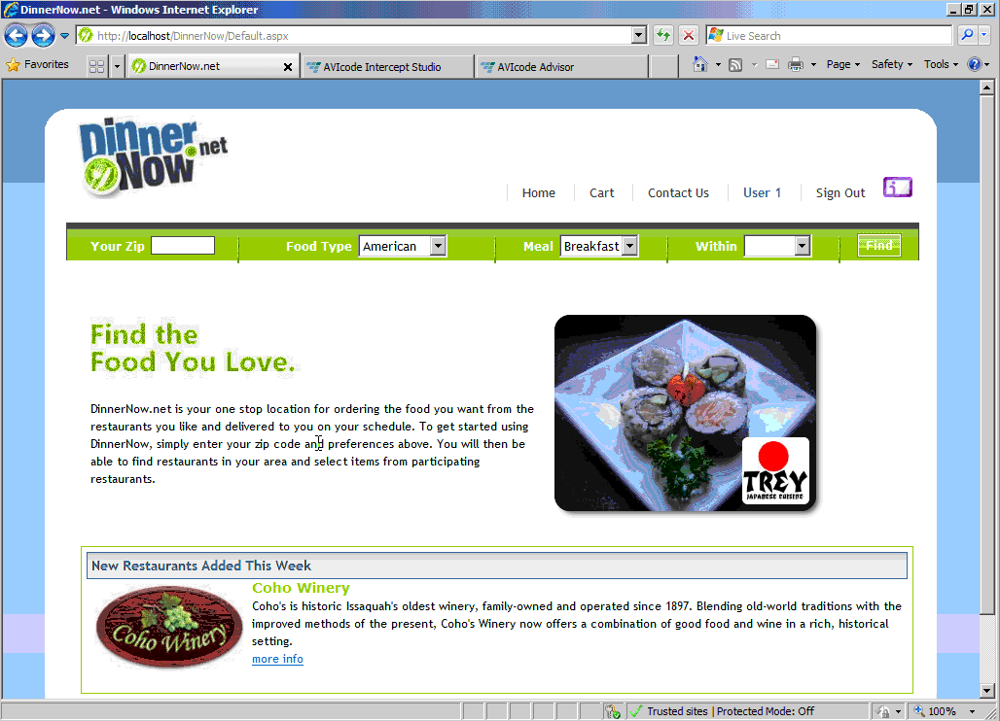 DinnerNow.net - Windows Internet Explorer
http://localhost/DinnerNow/Default.aspx
Live Search
Favorites
DinnerNow.net
AVIcode Intercept Studio
AVIcode Advisor
Page
Safety
Tools
Dinner
Now
.net
Home
Cart
Contact Us
User 1
Sign Out
Your Zip
Food Type
American
Meal
Breakfast
Within
Find
Find the
Food You Love.
DinnerNow.net is your one stop location for ordering the food you want from the
restaurants you like and delivered to you on your schedule. To get started using
DinnerNow, simply enter your zip code and preferences above. You will then be
able to find restaurants in your area and select items from participating
restaurants.
TREY
JAPANESE CUISINE
New Restaurants Added This Week
Coho Winery
Coho Winery
Coho's is historic Issaquah's oldest winery, family-owned and operated since 1897. Blending old-world traditions with the
improved methods of the present, Coho's Winery now offers a combination of good food and wine in a rich, historical
setting.
more info
Trusted sites | Protected Mode: Off
100%